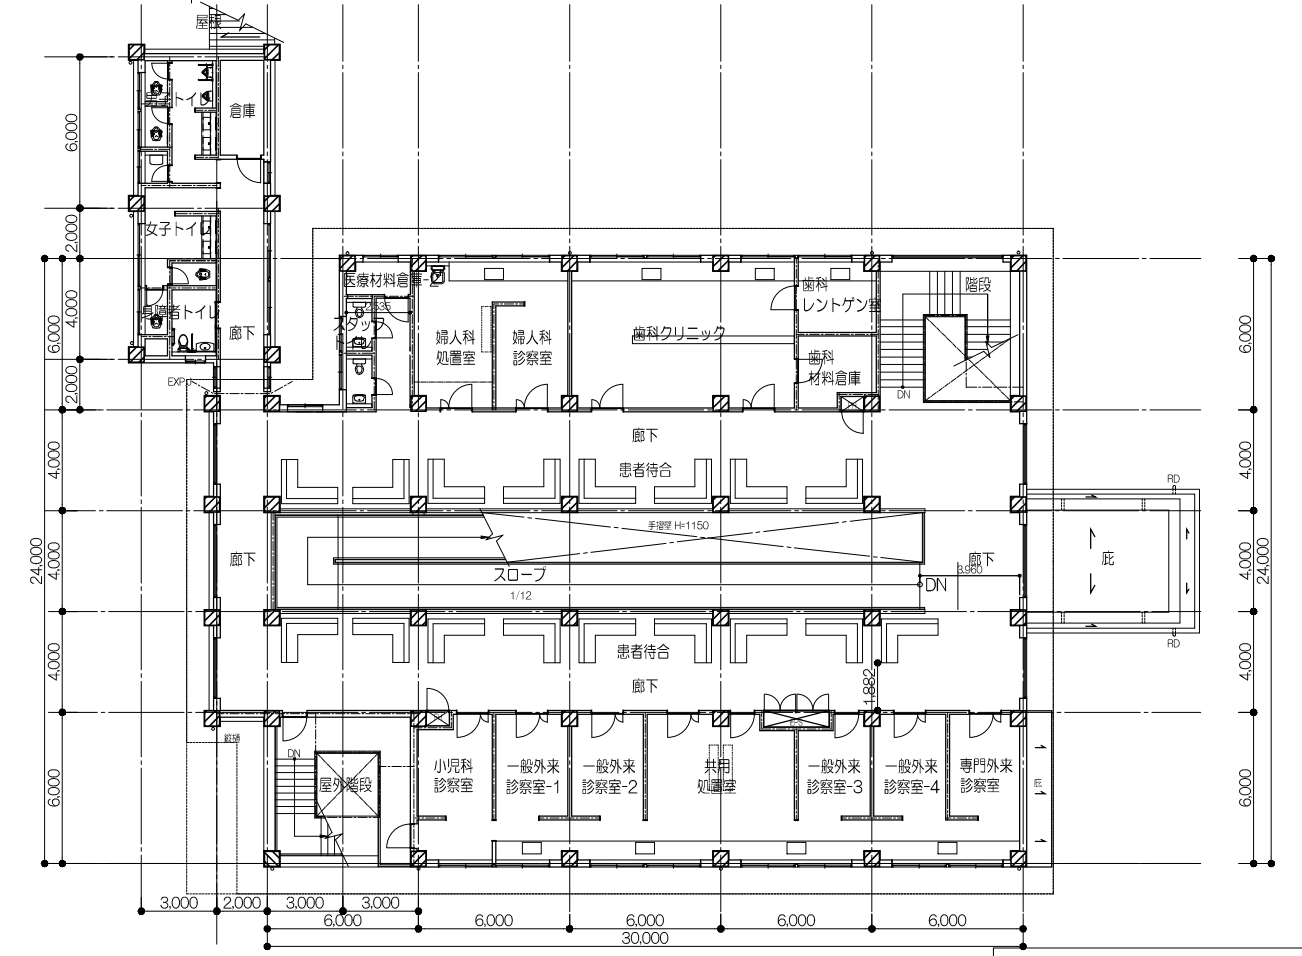 屋根
男子トイレ
倉庫
6,000
2,000
女子トイレ
4,000
身障者トイレ
廊下
6,000
2,000
EXPJ
医療材料倉庫-2
2,535
スタッフ
婦人科
処置室
婦人科
診察室
歯科クリニック
歯科
レントゲン室
歯科
材料倉庫
階段
DN
6,000
廊下
患者待合
4,000
4,000
RD
24,000
4,000
廊下
手摺壁 H=1150
スロープ
1/12
廊下
3,960
DN
庇
4,000
24,000
RD
患者待合
廊下
4,000
1,882
4,000
DN
屋外階段
小児科
診察室
一般外来
診察室-1
一般外来
診察室-2
共用
処置室
EPS
一般外来
診察室-3
一般外来
診察室-4
専門外来
診察室
庇
6,000
6,000
3,000
2,000
3,000
3,000
6,000
6,000
6,000
6,000
6,000
30,000